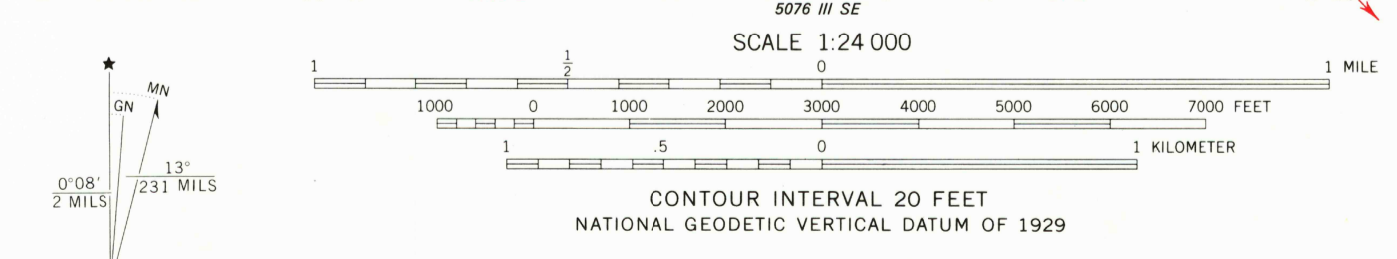 5076 III SE
SCALE 1:24 000
1 1/2 0 1 MILE
1000 0 1000 2000 3000 4000 5000 6000 7000 FEET
1 .5 0 1 KILOMETER
CONTOUR INTERVAL 20 FEET
NATIONAL GEODETIC VERTICAL DATUM OF 1929
★
MN
GN
13°
231 MILS
0°08′
2 MILS